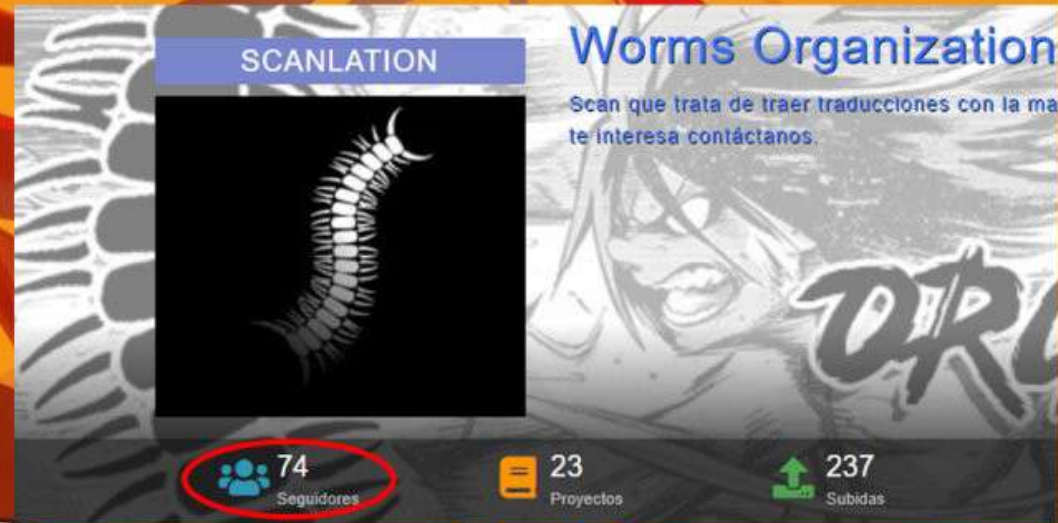 SCANLATION
Worms Organization
Scan que trata de traer traducciones con la
te interesa contáctanos.
74
Seguidores
23
Proyectos
237
Subidas